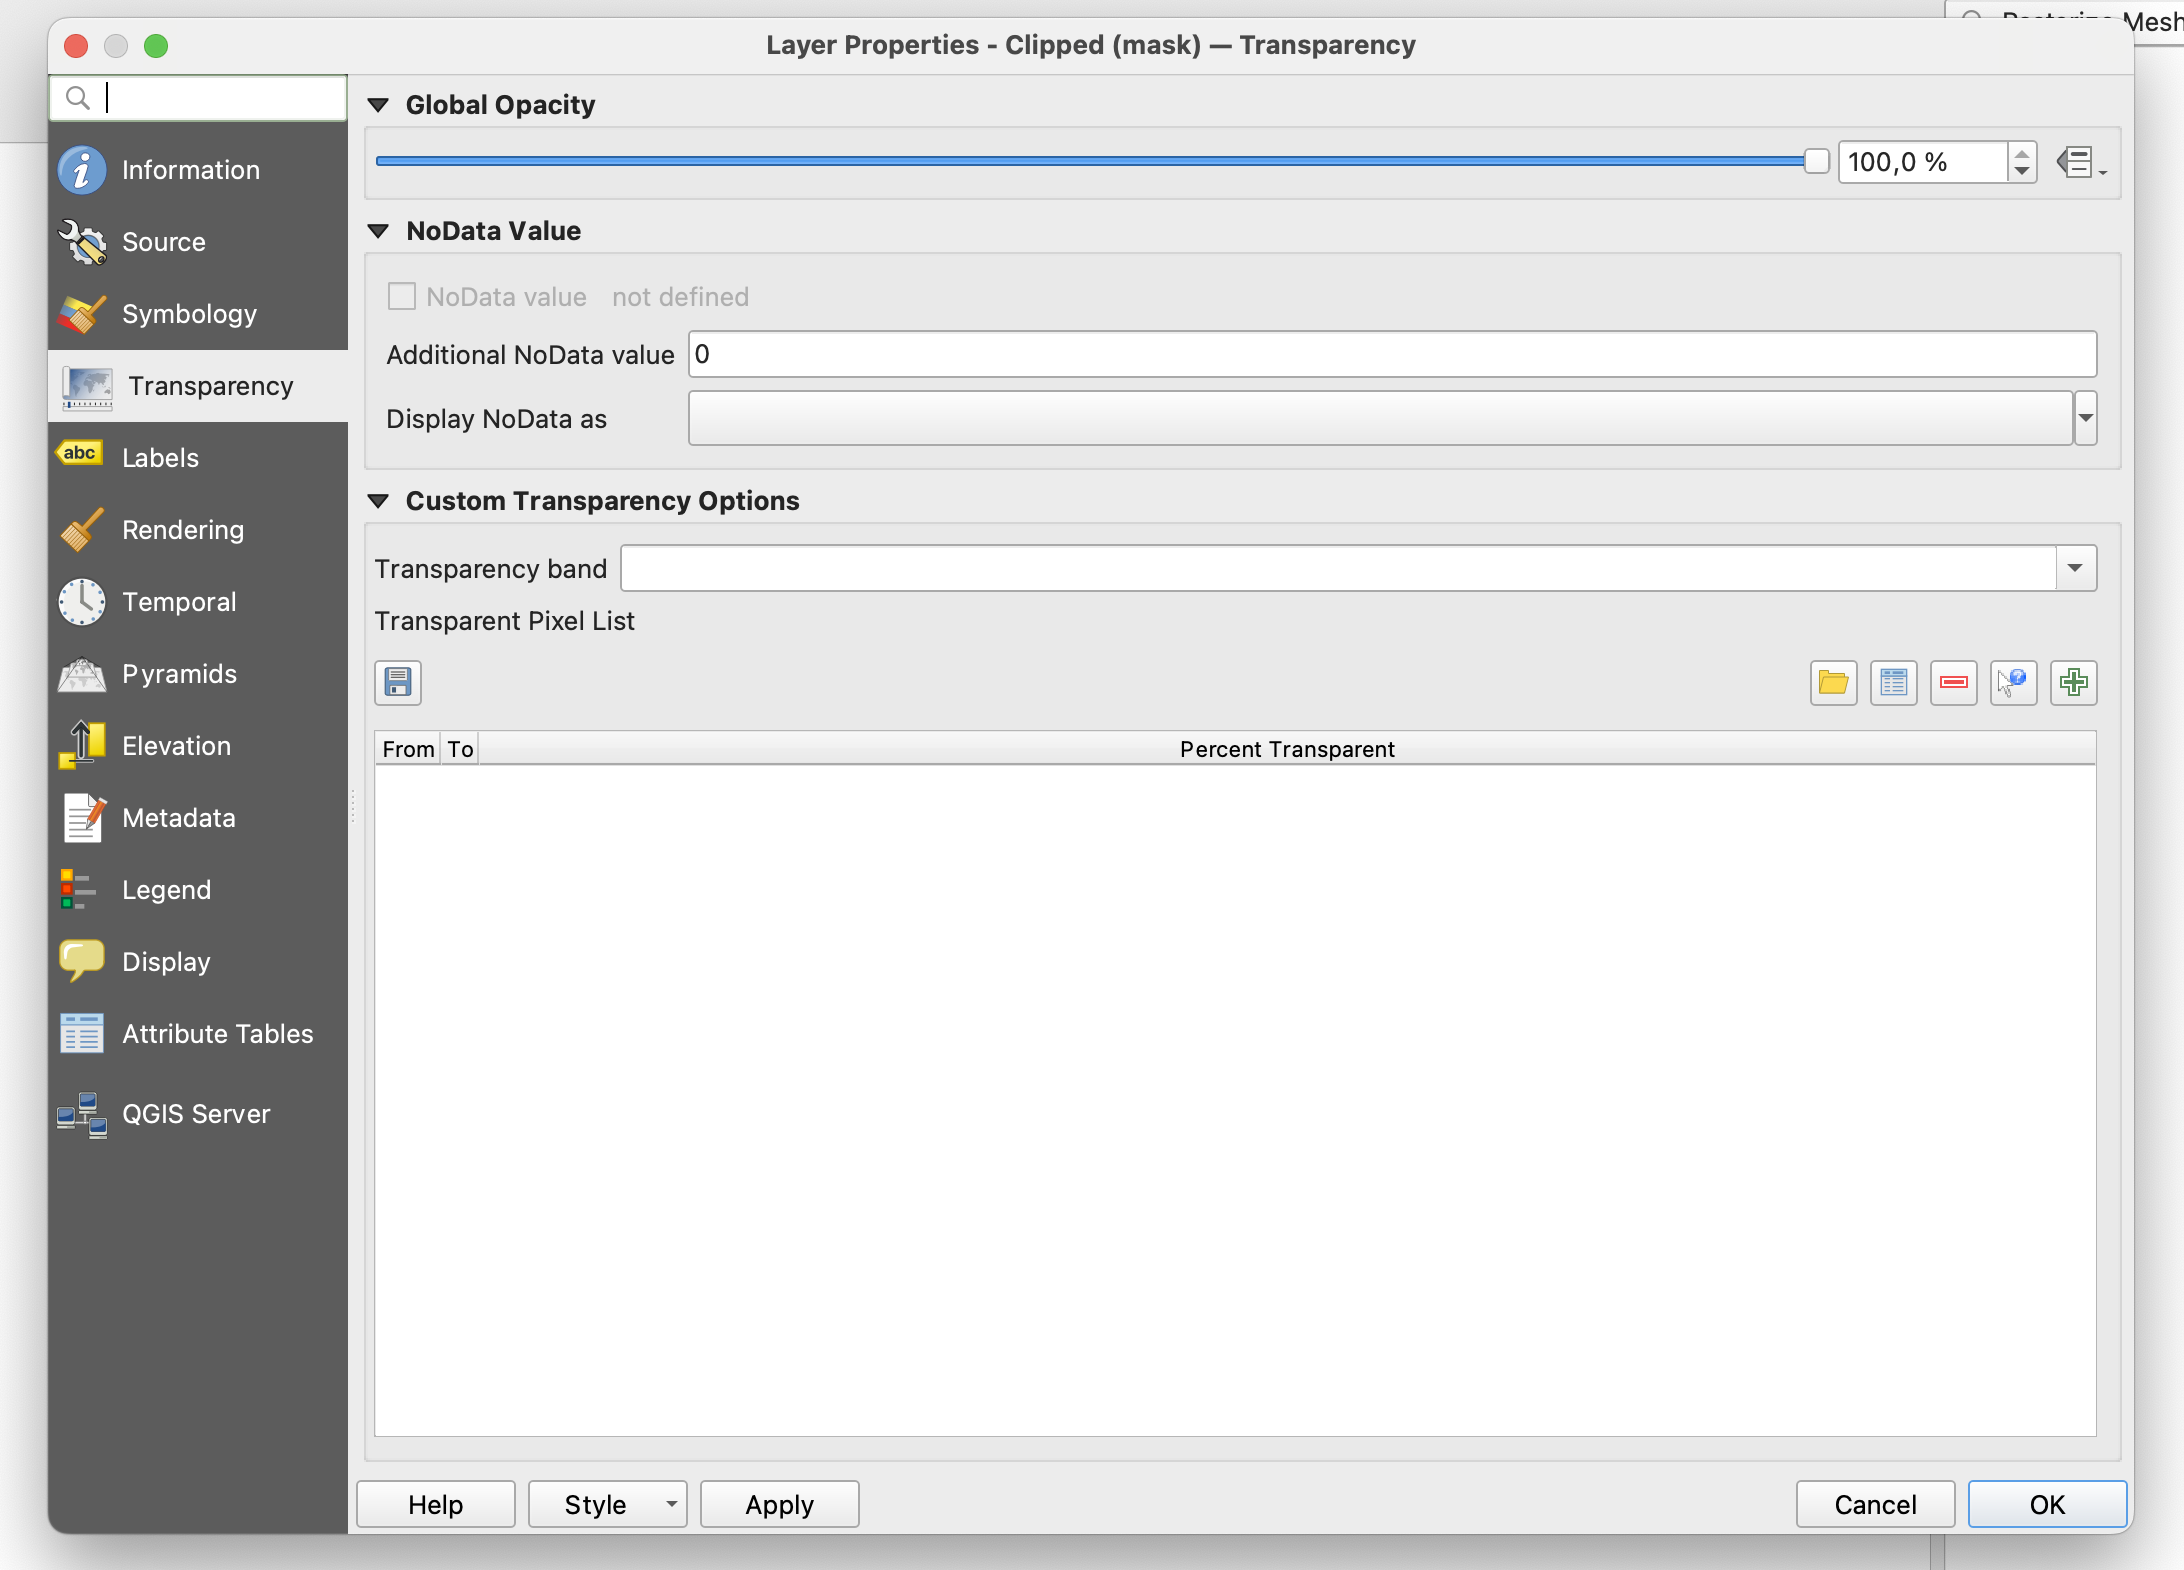 Rasterize Mesh
Layer Properties - Clipped (mask) — Transparency
Information
Source
Symbology
Transparency
abc
Labels
Rendering
Temporal
Pyramids
Elevation
Metadata
Legend
Display
Attribute Tables
QGIS Server
Global Opacity
100,0 %
NoData Value
NoData value not defined
Additional NoData value 0
Display NoData as
Custom Transparency Options
Transparency band
Transparent Pixel List
From To Percent Transparent
Help Style Apply Cancel OK